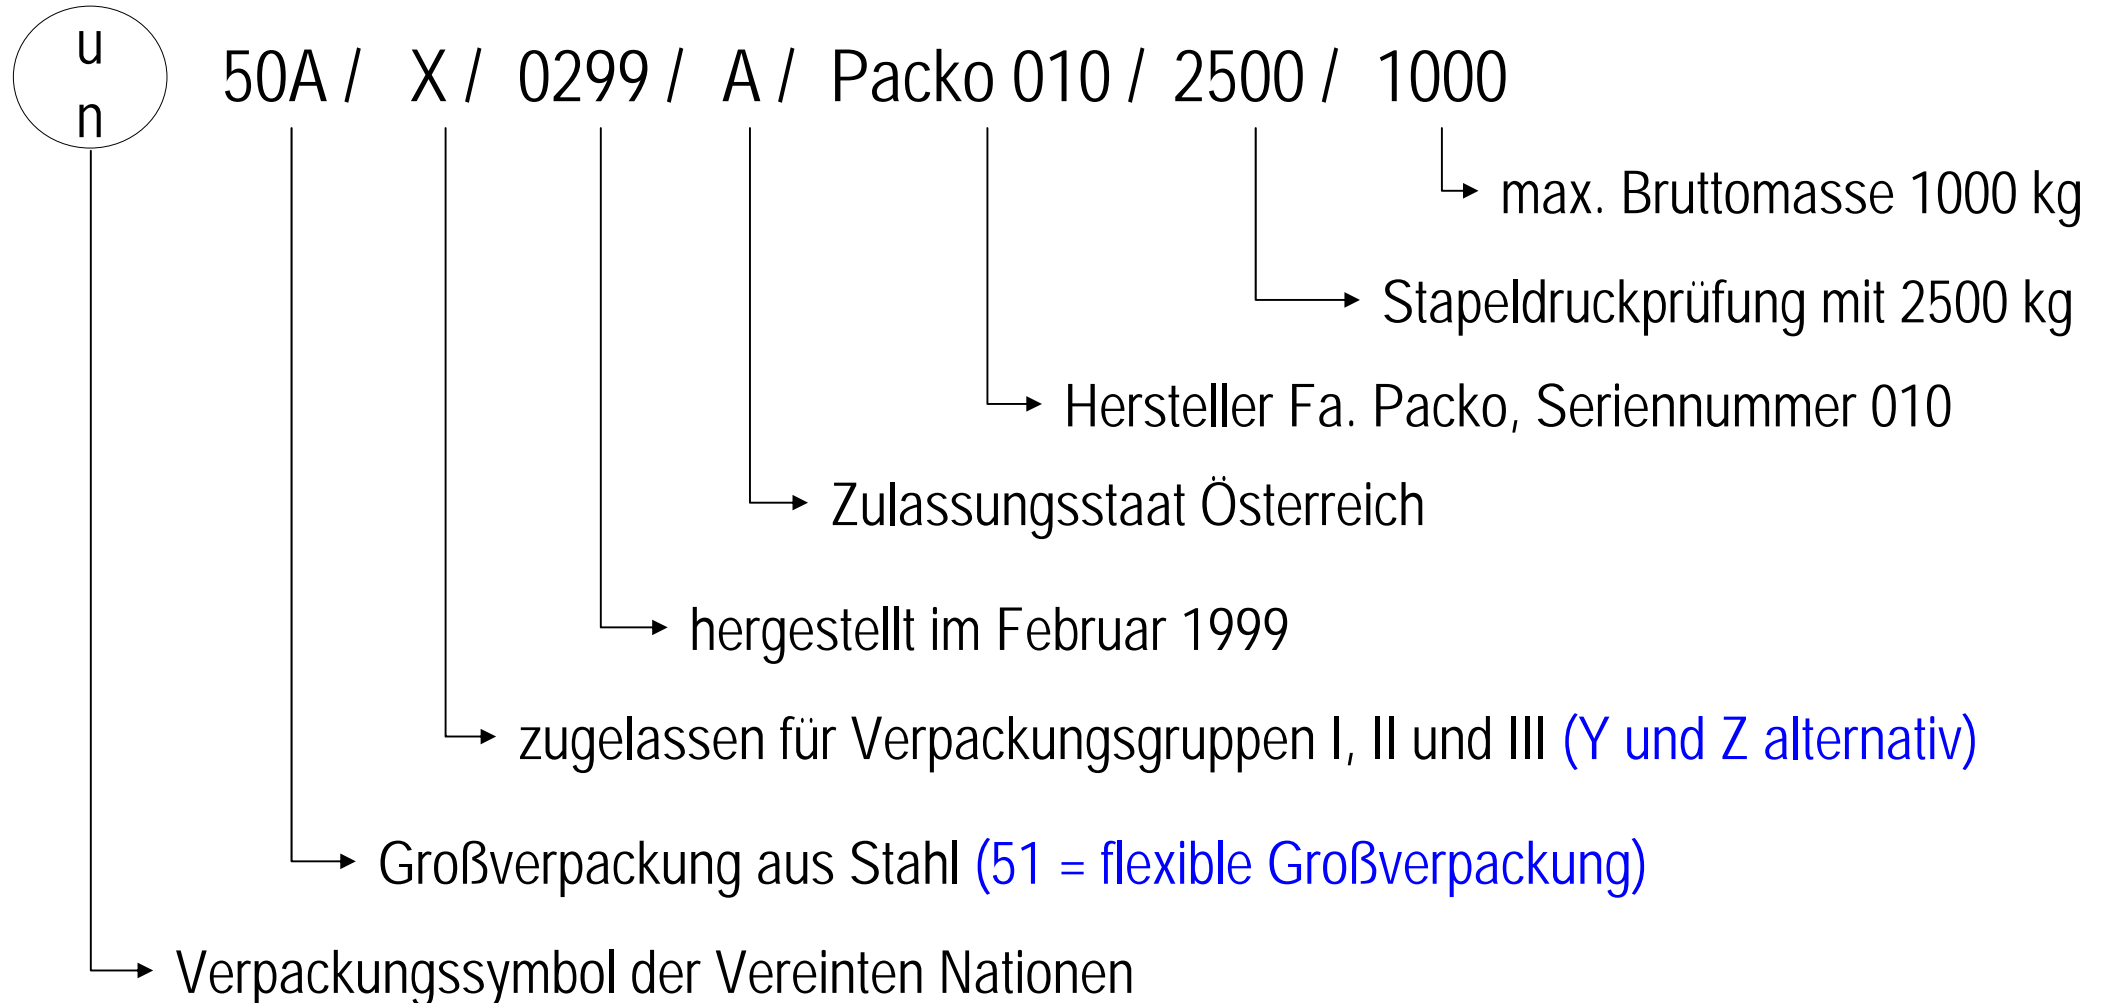 u
n
50A / X / 0299 / A / Packo 010 / 2500 / 1000
max. Bruttomasse 1000 kg
Stapeldruckprüfung mit 2500 kg
Hersteller Fa. Packo, Seriennummer 010
Zulassungsstaat Österreich
hergestellt im Februar 1999
zugelassen für Verpackungsgruppen I, II und III (Y und Z alternativ)
Großverpackung aus Stahl (51 = flexible Großverpackung)
Verpackungssymbol der Vereinten Nationen